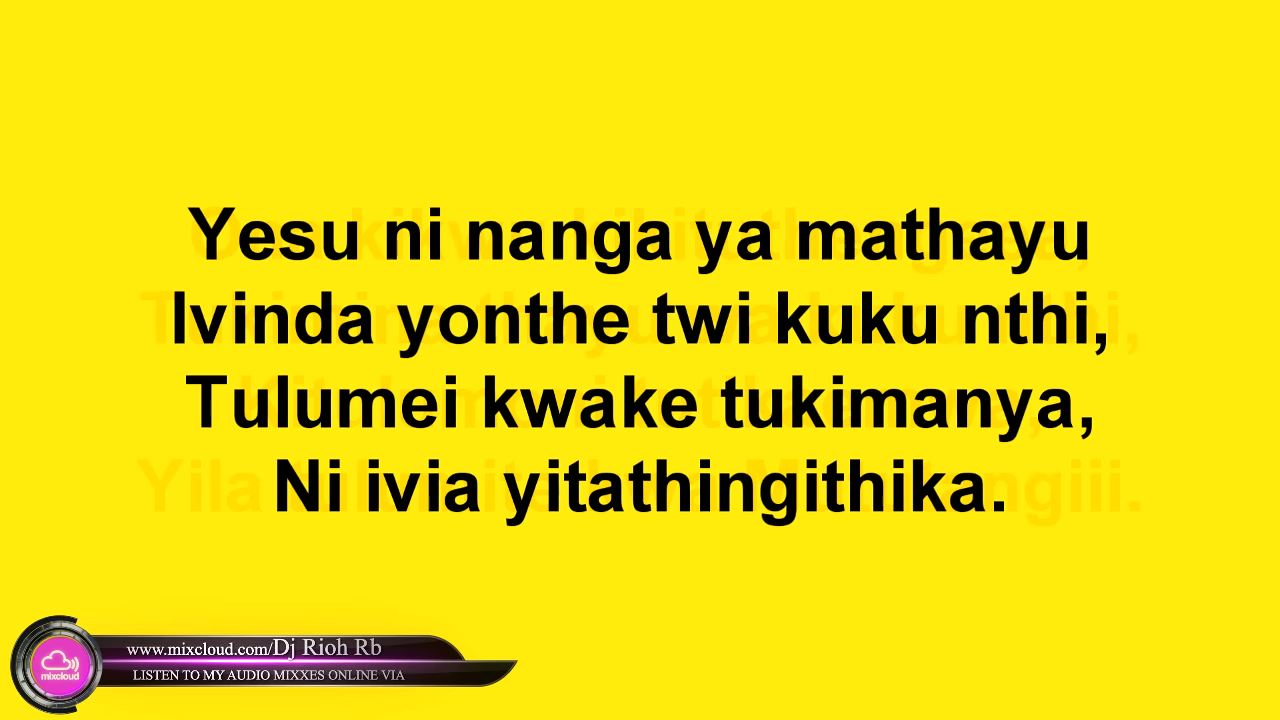 Yesu ni nanga ya mathayu
Ivinda yonthe twi kuku nthi,
Tulumei kwake tukimanya,
Ni ivia yitathingithika.
www.mixcloud.com/Dj Rioh Rb
LISTEN TO MY AUDIO MIXXES ONLINE VIA
mixcloud